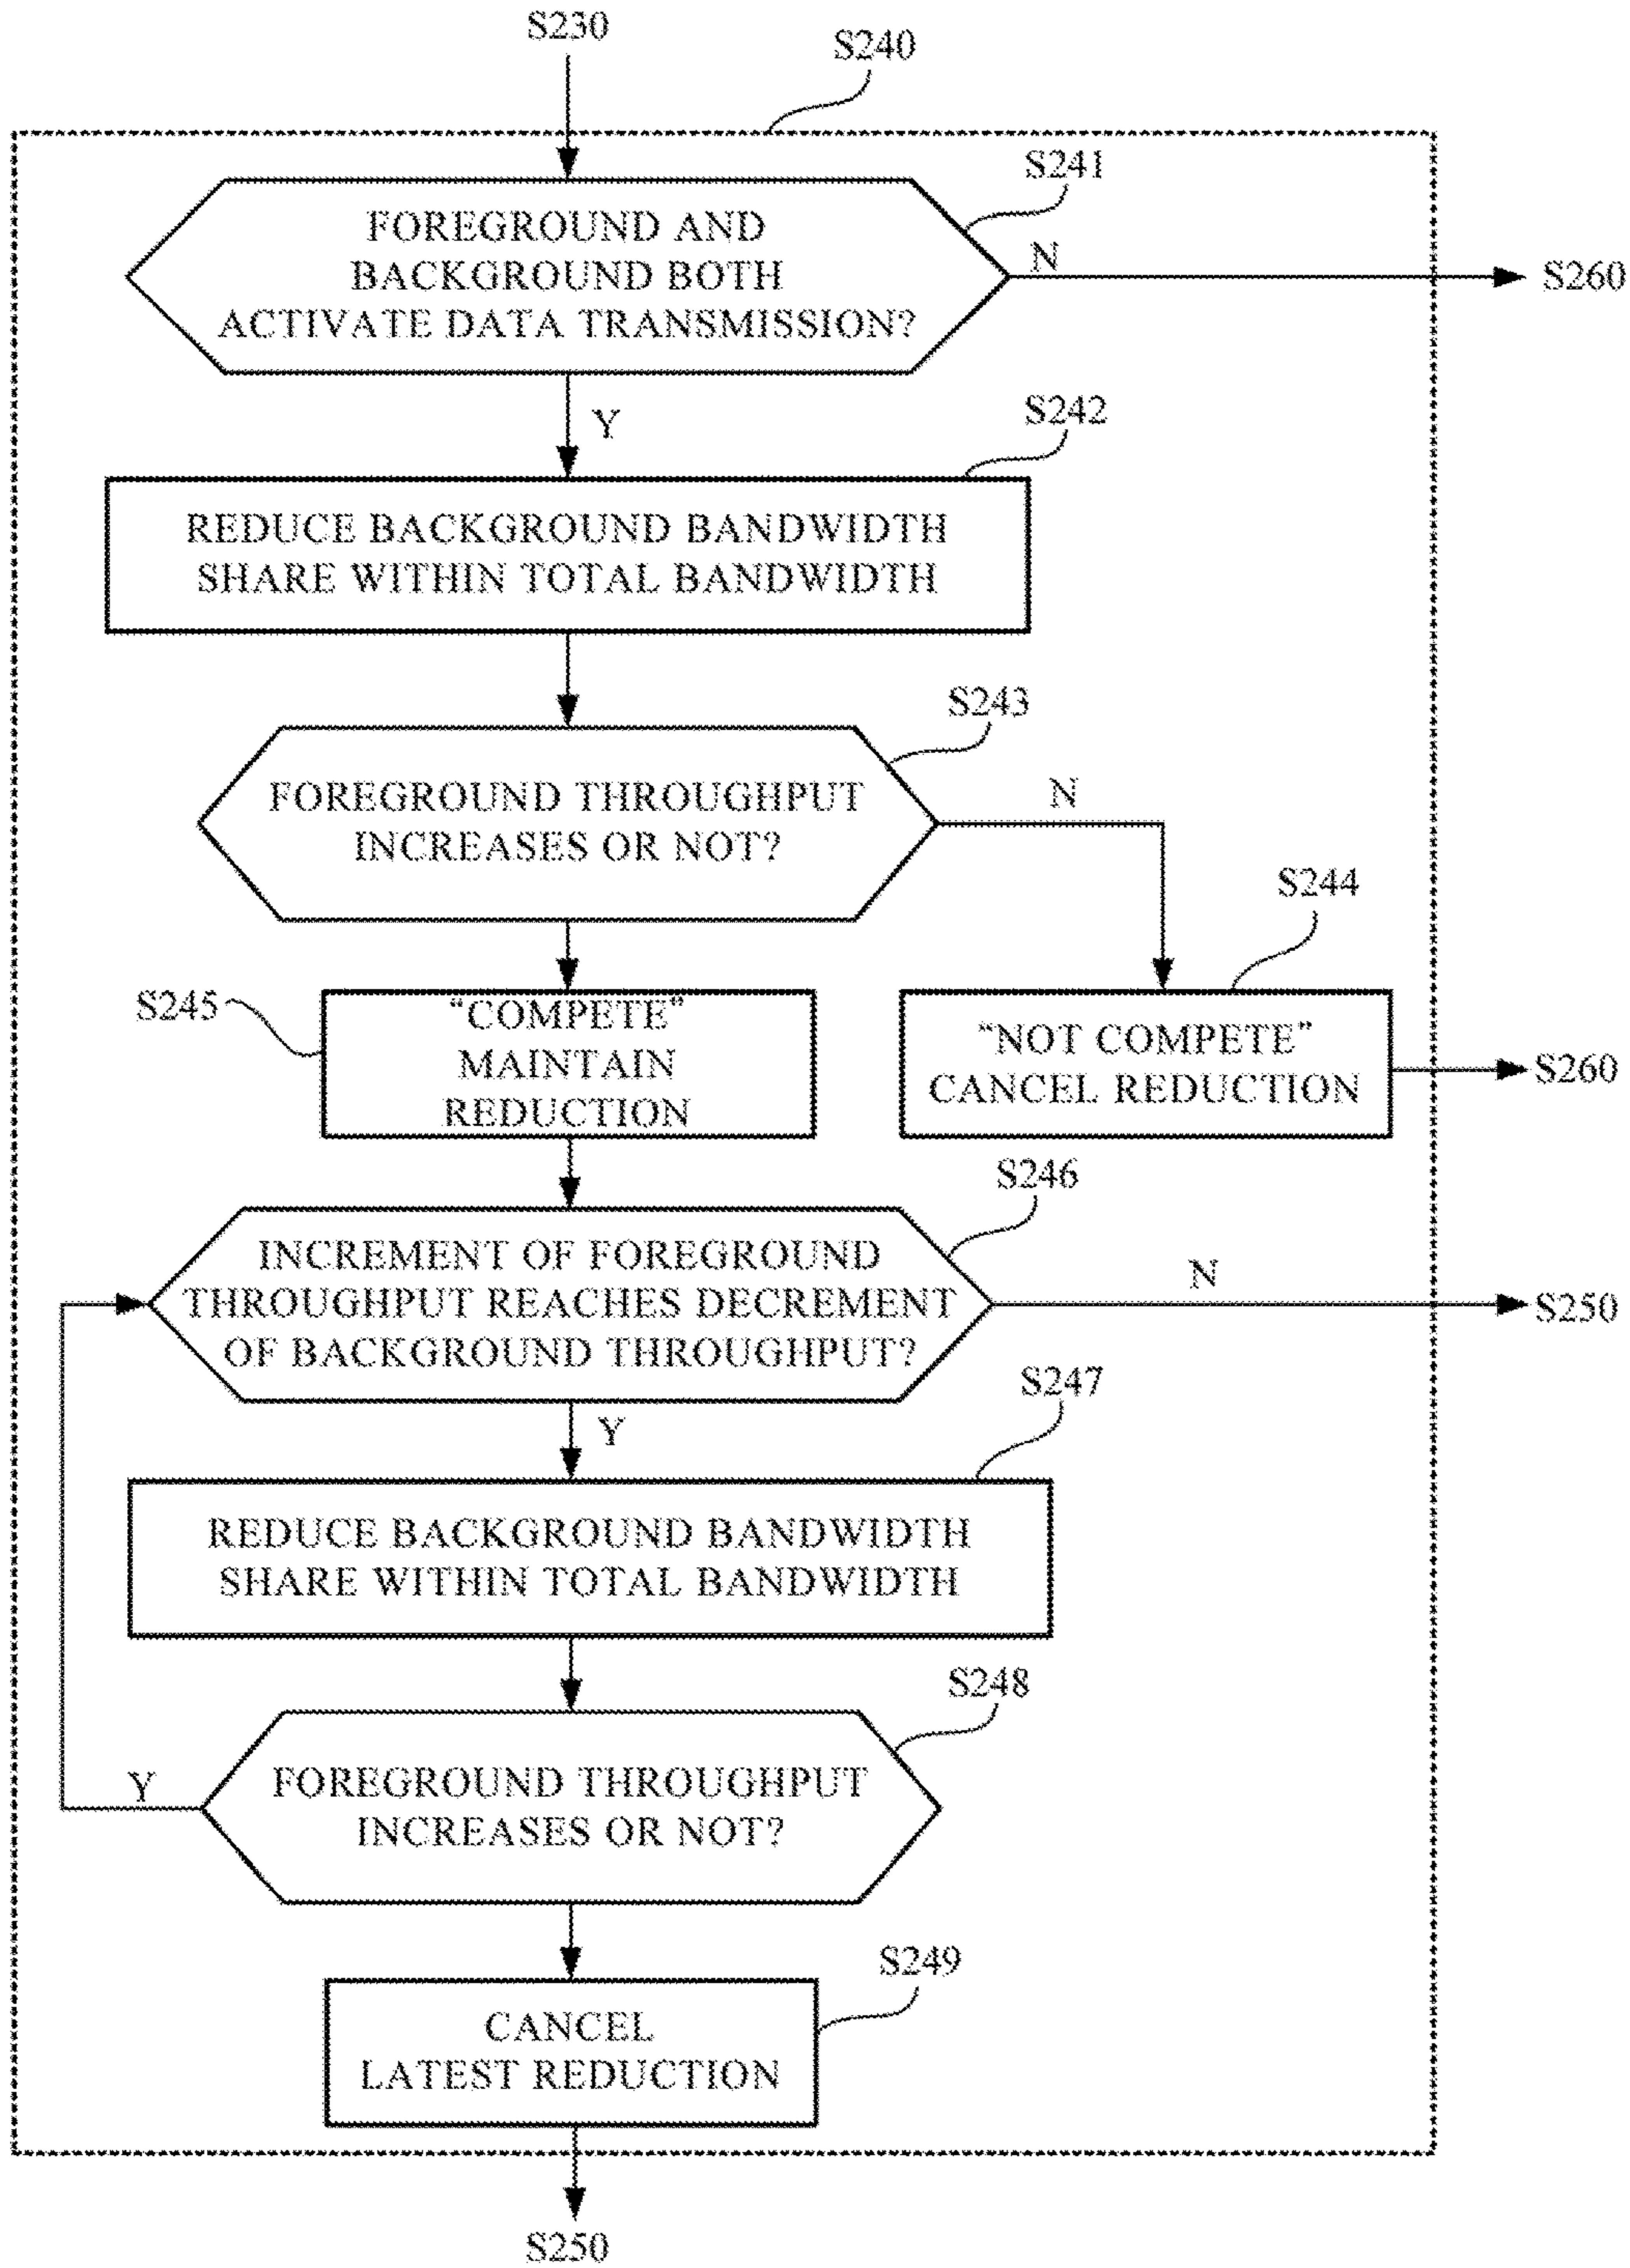 S230
S240
S241
FOREGROUND AND
BACKGROUND BOTH
ACTIVATE DATA TRANSMISSION?
N
S260
Y
S242
REDUCE BACKGROUND BANDWIDTH
SHARE WITHIN TOTAL BANDWIDTH
S243
FOREGROUND THROUGHPUT
INCREASES OR NOT?
N
S244
S245
“COMPETE”
MAINTAIN
REDUCTION
“NOT COMPETE”
CANCEL REDUCTION
S260
S246
INCREMENT OF FOREGROUND
THROUGHPUT REACHES DECREMENT
OF BACKGROUND THROUGHPUT?
N
S250
Y
S247
REDUCE BACKGROUND BANDWIDTH
SHARE WITHIN TOTAL BANDWIDTH
S248
FOREGROUND THROUGHPUT
INCREASES OR NOT?
Y
S249
CANCEL
LATEST REDUCTION
S250